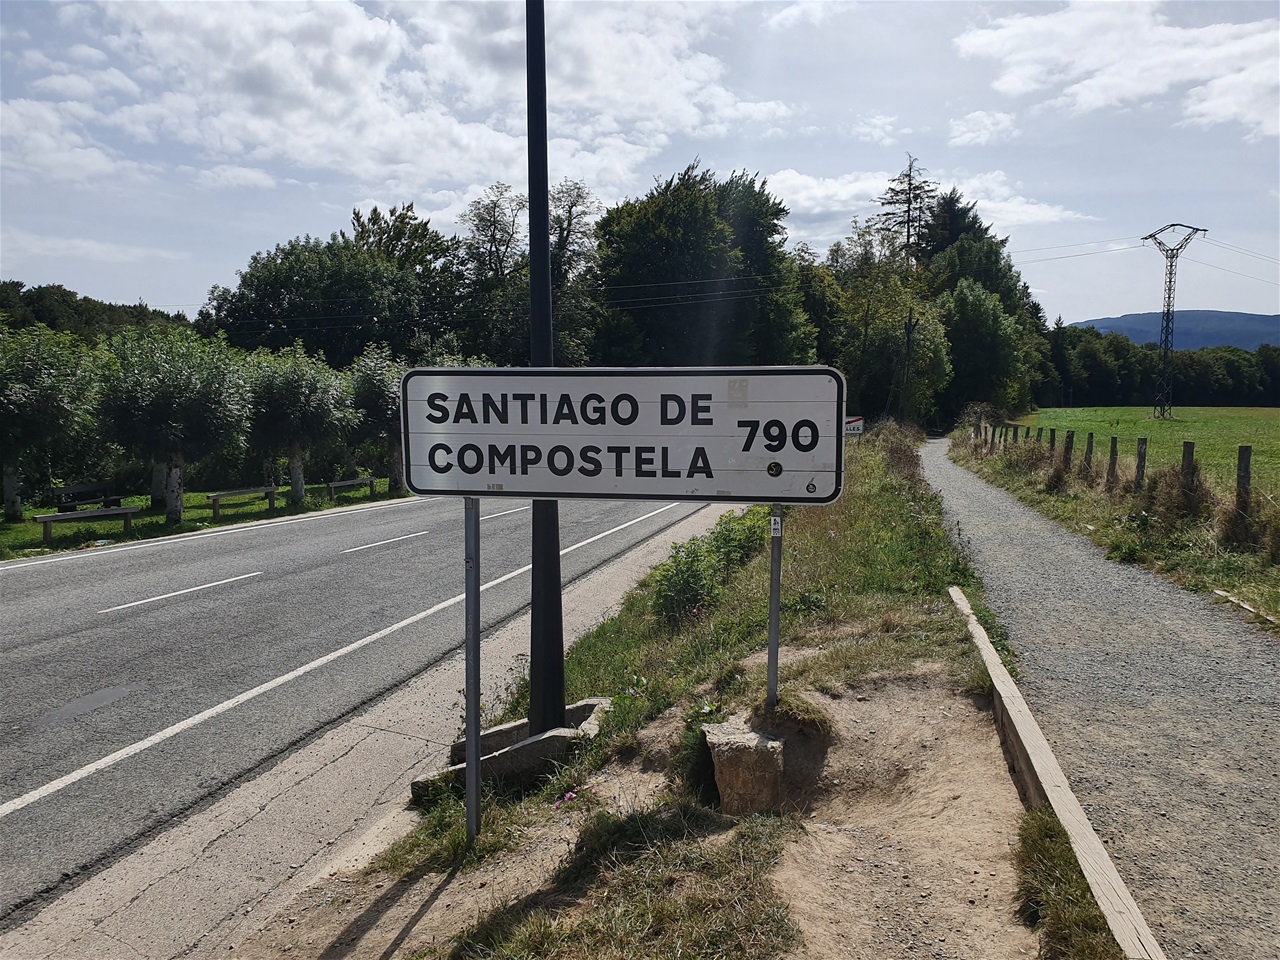 SANTIAGO DE
COMPOSTELA
790